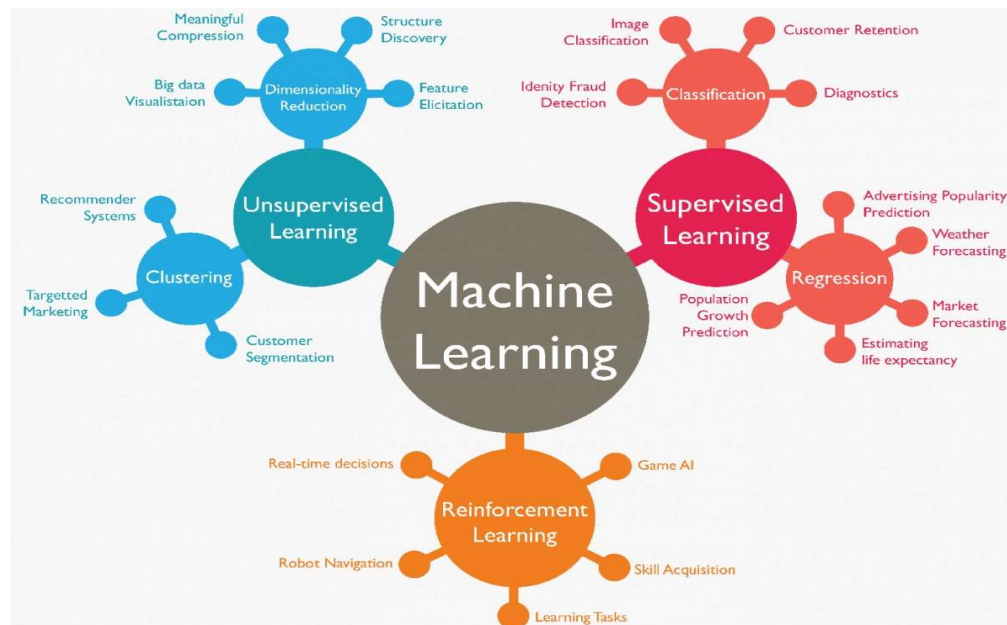 Meaningful
Compression
Structure
Discovery
Big data
Visualistaion
Dimensionality
Reduction
Feature
Elicitation
Unsupervised
Learning
Recommender
Systems
Clustering
Targetted
Marketing
Customer
Segmentation
Machine
Learning
Image
Classification
Customer Retention
Idenity Fraud
Detection
Classification
Diagnostics
Supervised
Learning
Advertising Popularity
Prediction
Weather
Forecasting
Regression
Population
Growth
Prediction
Market
Forecasting
Estimating
life expectancy
Real-time decisions
Game AI
Reinforcement
Learning
Robot Navigation
Skill Acquisition
Learning Tasks